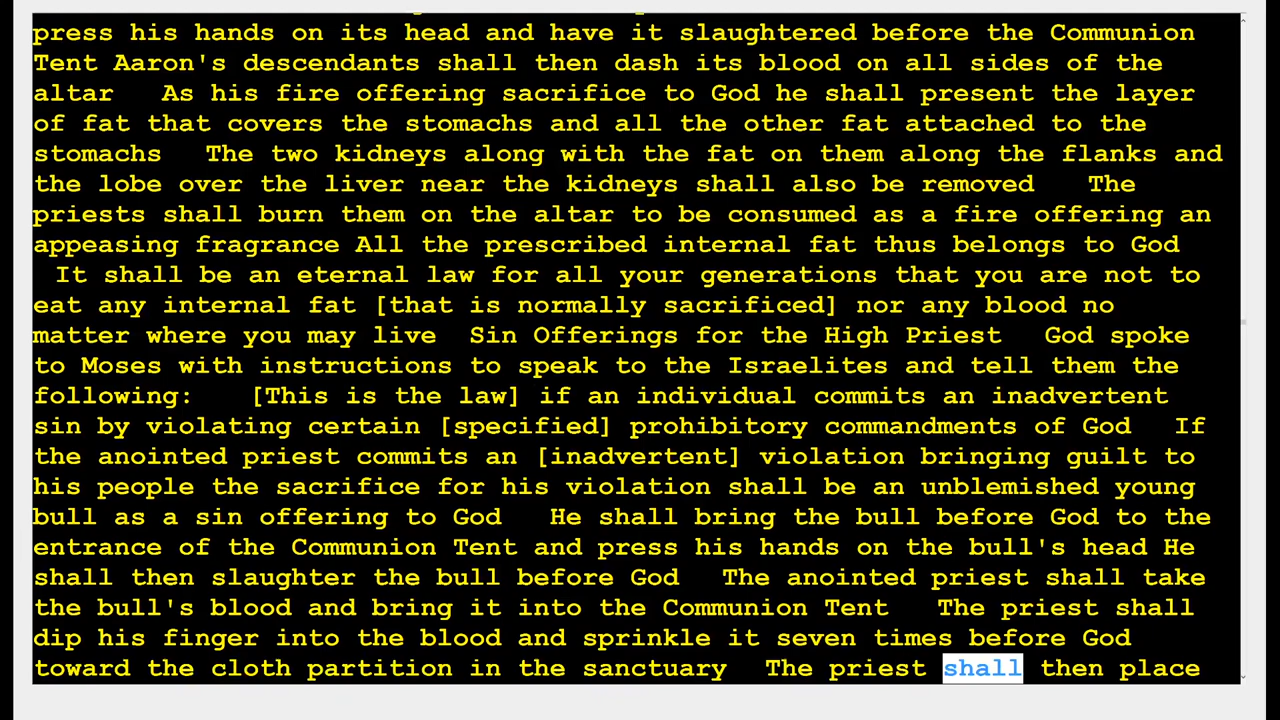 press his hands on its head and have it slaughtered before the Communion
Tent Aaron's descendants shall then dash its blood on all sides of the
altar   As his fire offering sacrifice to God he shall present the layer
of fat that covers the stomachs and all the other fat attached to the
stomachs   The two kidneys along with the fat on them along the flanks and
the lobe over the liver near the kidneys shall also be removed   The
priests shall burn them on the altar to be consumed as a fire offering an
appeasing fragrance All the prescribed internal fat thus belongs to God
It shall be an eternal law for all your generations that you are not to
eat any internal fat [that is normally sacrificed] nor any blood no
matter where you may live  Sin Offerings for the High Priest   God spoke
to Moses with instructions to speak to the Israelites and tell them the
following:   [This is the law] if an individual commits an inadvertent
sin by violating certain [specified] prohibitory commandments of God   If
the anointed priest commits an [inadvertent] violation bringing guilt to
his people the sacrifice for his violation shall be an unblemished young
bull as a sin offering to God   He shall bring the bull before God to the
entrance of the Communion Tent and press his hands on the bull's head He
shall then slaughter the bull before God   The anointed priest shall take
the bull's blood and bring it into the Communion Tent   The priest shall
dip his finger into the blood and sprinkle it seven times before God
toward the cloth partition in the sanctuary  The priest shall then place